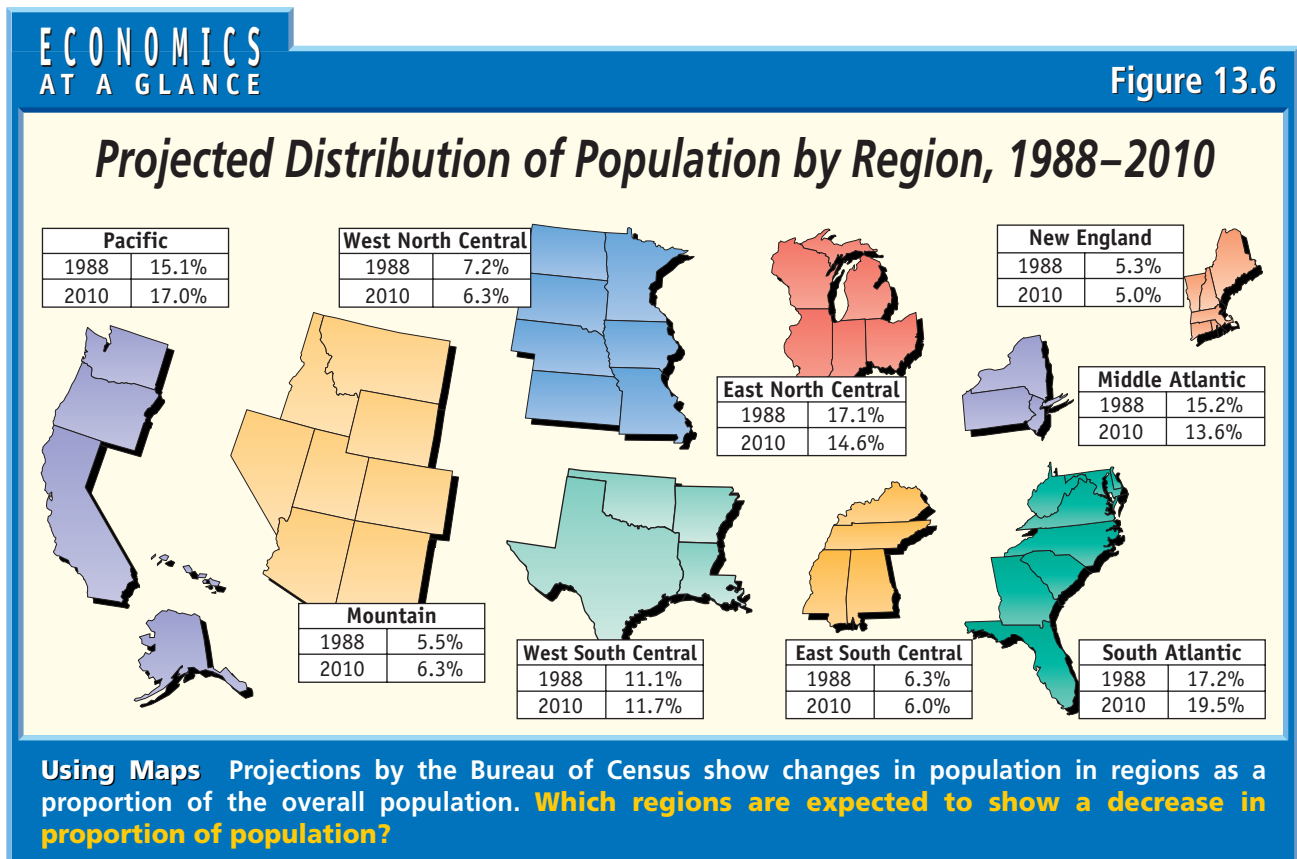 ECONOMICS
AT A GLANCE
Figure 13.6
Projected Distribution of Population by Region, 1988–2010
Pacific
1988 15.1%
2010 17.0%
West North Central
1988 7.2%
2010 6.3%
New England
1988 5.3%
2010 5.0%
East North Central
1988 17.1%
2010 14.6%
Middle Atlantic
1988 15.2%
2010 13.6%
Mountain
1988 5.5%
2010 6.3%
West South Central
1988 11.1%
2010 11.7%
East South Central
1988 6.3%
2010 6.0%
South Atlantic
1988 17.2%
2010 19.5%
Using Maps Projections by the Bureau of Census show changes in population in regions as a
proportion of the overall population. Which regions are expected to show a decrease in
proportion of population?